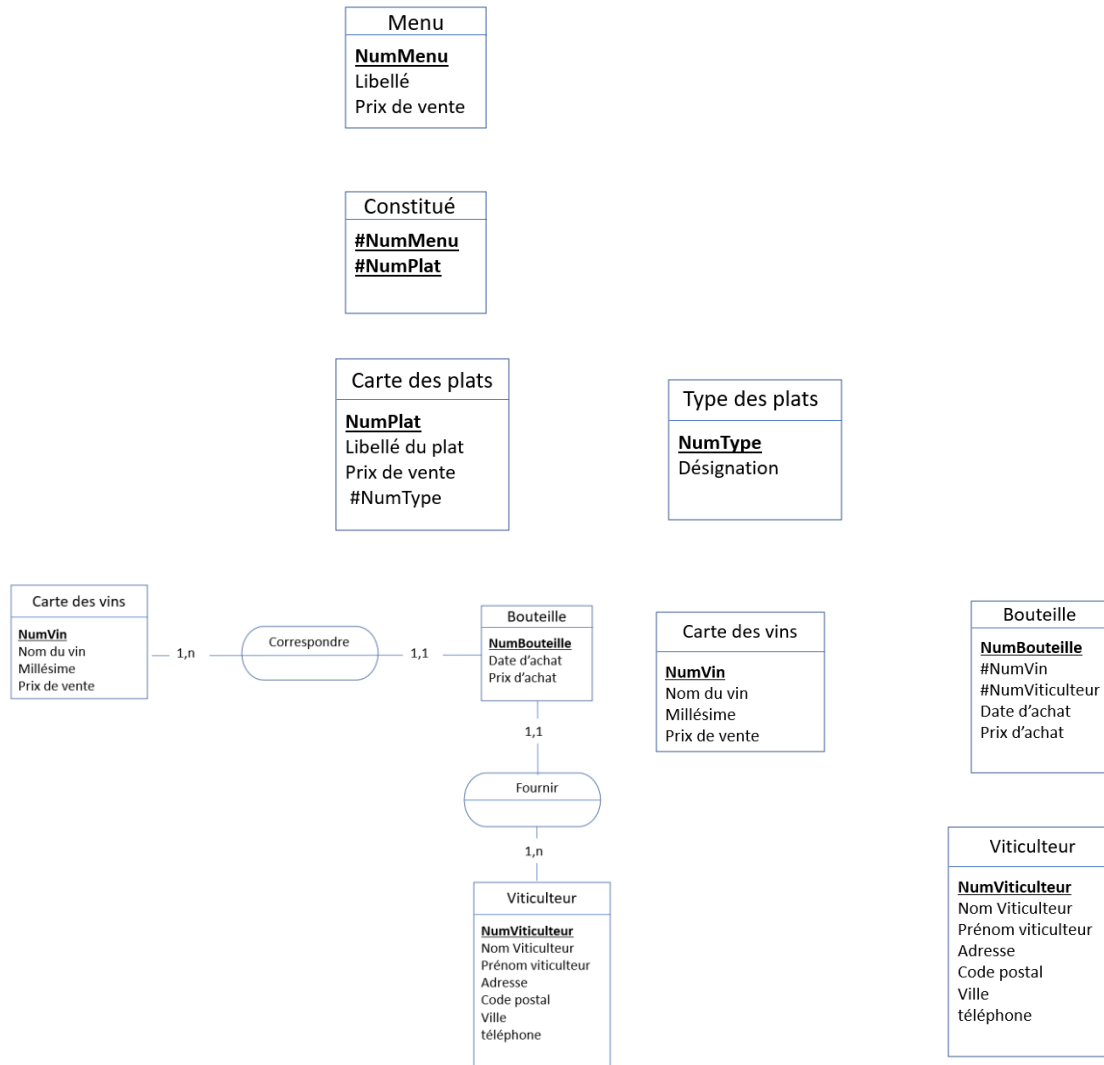 Menu
NumMenu
Libellé
Prix de vente
Constitué
#NumMenu
#NumPlat
Carte des plats
NumPlat
Libellé du plat
Prix de vente
#NumType
Type des plats
NumType
Désignation
Carte des vins
NumVin
Nom du vin
Millésime
Prix de vente
1,n
Correspondre
1,1
Bouteille
NumBouteille
Date d'achat
Prix d'achat
1,1
Fournir
1,n
Viticulteur
NumViticulteur
Nom Viticulteur
Prénom viticulteur
Adresse
Code postal
Ville
téléphone
Carte des vins
NumVin
Nom du vin
Millésime
Prix de vente
Bouteille
NumBouteille
#NumVin
#NumViticulteur
Date d'achat
Prix d'achat
Viticulteur
NumViticulteur
Nom Viticulteur
Prénom viticulteur
Adresse
Code postal
Ville
téléphone